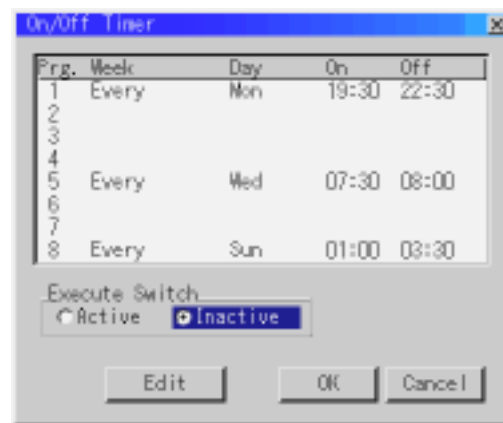 On/Off Timer
Prg. Week Day On Off
1 Every Mon 19:30 22:30
2
3
4
5 Every Wed 07:30 08:00
6
7
8 Every Sun 01:00 03:30
Execute Switch
Active Inactive
Edit OK Cancel